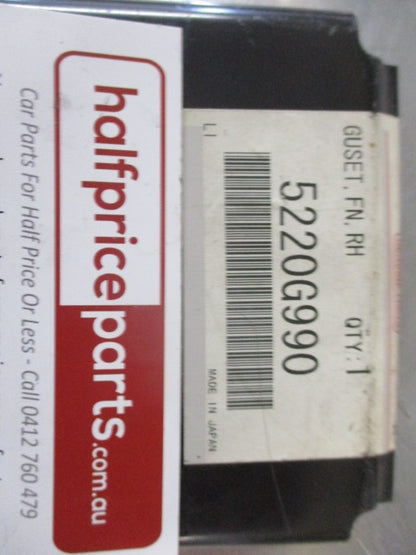 GUSET, FN, RH QTY:1
5220G990
LI MADE IN JAPAN
halfpriceparts.com.au
Car Parts For Half Price Or Less - Call 0412 760 479